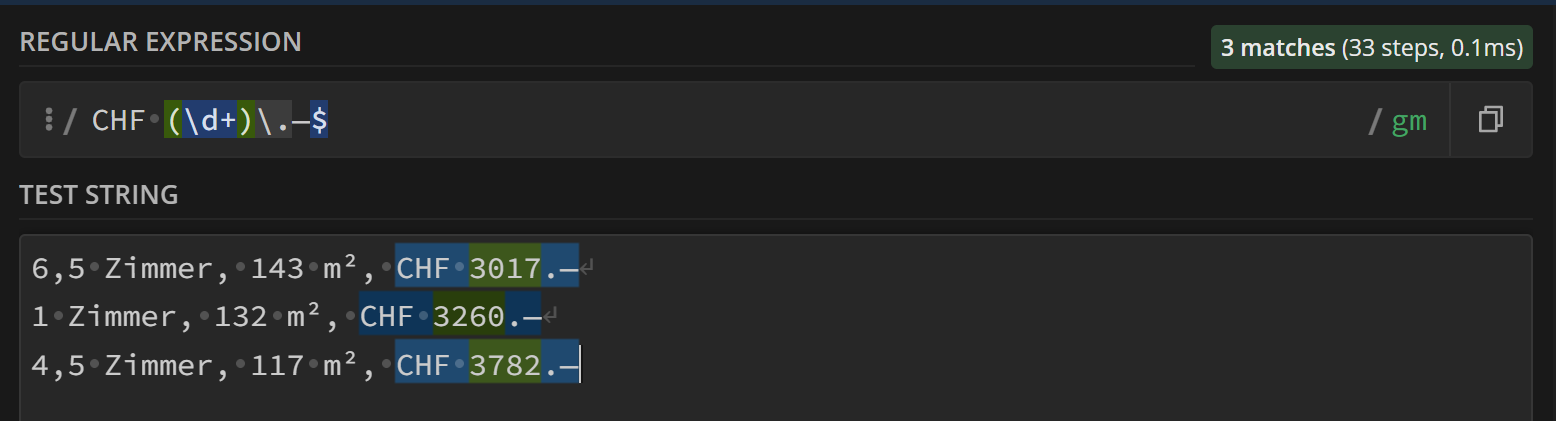 REGULAR EXPRESSION
3 matches (33 steps, 0.1ms)
/ CHF (\d+)\.–$ / gm
TEST STRING
6,5 Zimmer, 143 m², CHF 3017.–
1 Zimmer, 132 m², CHF 3260.–
4,5 Zimmer, 117 m², CHF 3782.–